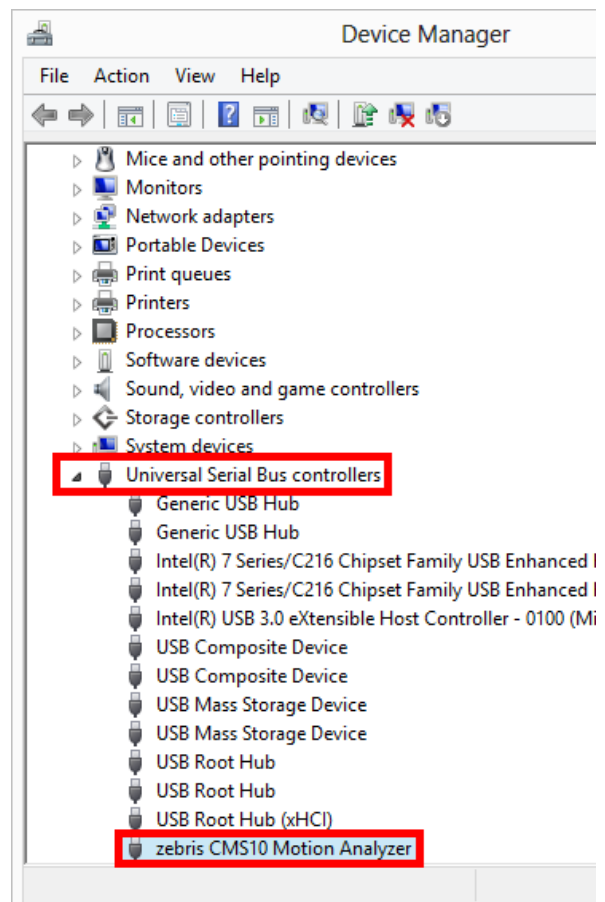 Device Manager
File Action View Help
Mice and other pointing devices
Monitors
Network adapters
Portable Devices
Print queues
Printers
Processors
Software devices
Sound, video and game controllers
Storage controllers
System devices
Universal Serial Bus controllers
Generic USB Hub
Generic USB Hub
Intel(R) 7 Series/C216 Chipset Family USB Enhanced
Intel(R) 7 Series/C216 Chipset Family USB Enhanced
Intel(R) USB 3.0 eXtensible Host Controller - 0100 (Mi
USB Composite Device
USB Composite Device
USB Mass Storage Device
USB Mass Storage Device
USB Root Hub
USB Root Hub
USB Root Hub (xHCI)
zebris CMS10 Motion Analyzer